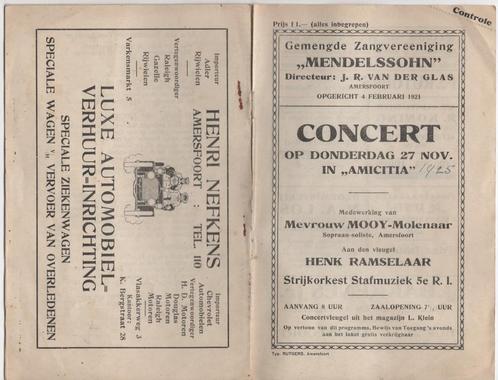 Importeur
Adler
Rijwielen
Vertegenwoordiger
Raleigh
Gazelle
Rijwielen
Varkensmarkt 5
HENRI NEFKENS
AMERSFOORT : TEL. 110
Importeur
Chevrolet
Automobielen
Vertegenwoordiger
H. D. Motoren
Douglas
Motoren
Raleigh
Motoren
Vlasakkerweg 3
Kantoor:
K. Bergstraat 28
LUXE AUTOMOBIEL-
VERHUUR-INRICHTING
SPECIALE ZIEKENWAGEN
SPECIALE WAGEN V. VERVOER VAN OVERLEDENEN
Controle
Prijs f 1.— (alles inbegrepen)
Gemengde Zangvereeniging
„MENDELSSOHN”
Directeur: J. R. VAN DER GLAS
AMERSFOORT
OPGERICHT 4 FEBRUARI 1921
CONCERT
OP DONDERDAG 27 NOV.
IN „AMICITIA” 1925
Medewerking van
Mevrouw MOOY-Molenaar
Sopraan-soliste, Amersfoort
Aan den vleugel
HENK RAMSELAAR
Strijkorkest Stafmuziek 5e R. I.
AANVANG 8 UUR ZAALOPENING 7½ UUR
Concertvleugel uit het magazijn L. Klein
Op vertoon van dit programma, Bewijs van Toegang 's avonds
aan het loket gratis verkrijgbaar
Typ. RUTGERS, Amersfoort